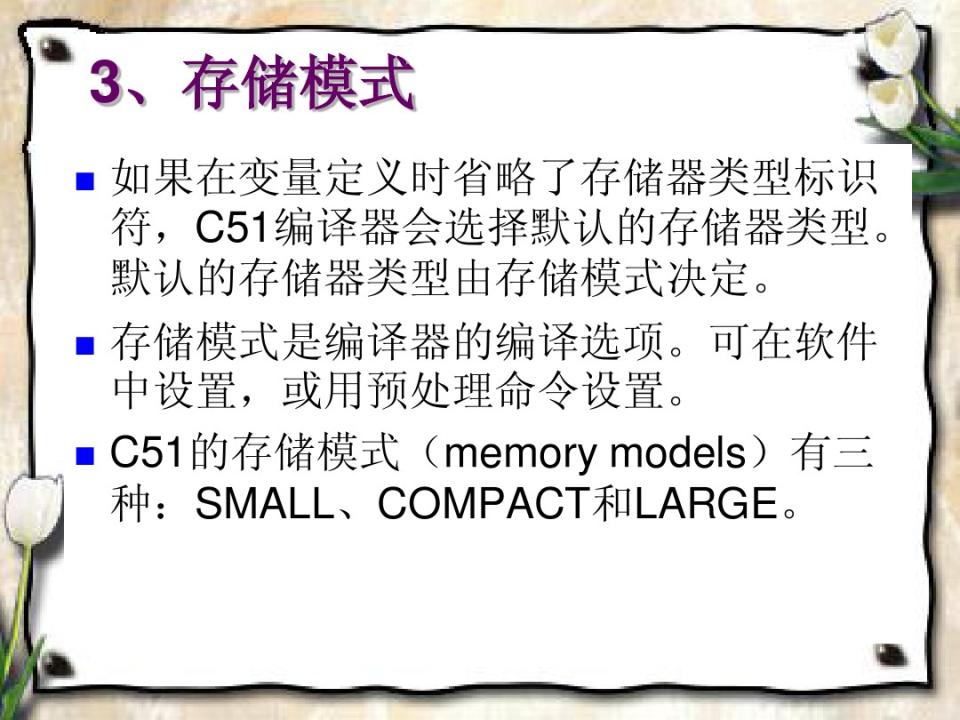 3、存储模式
如果在变量定义时省略了存储器类型标识
符，C51编译器会选择默认的存储器类型。
默认的存储器类型由存储模式决定。
存储模式是编译器的编译选项。可在软件
中设置，或用预处理命令设置。
C51的存储模式（memory models）有三
种：SMALL、COMPACT和LARGE。